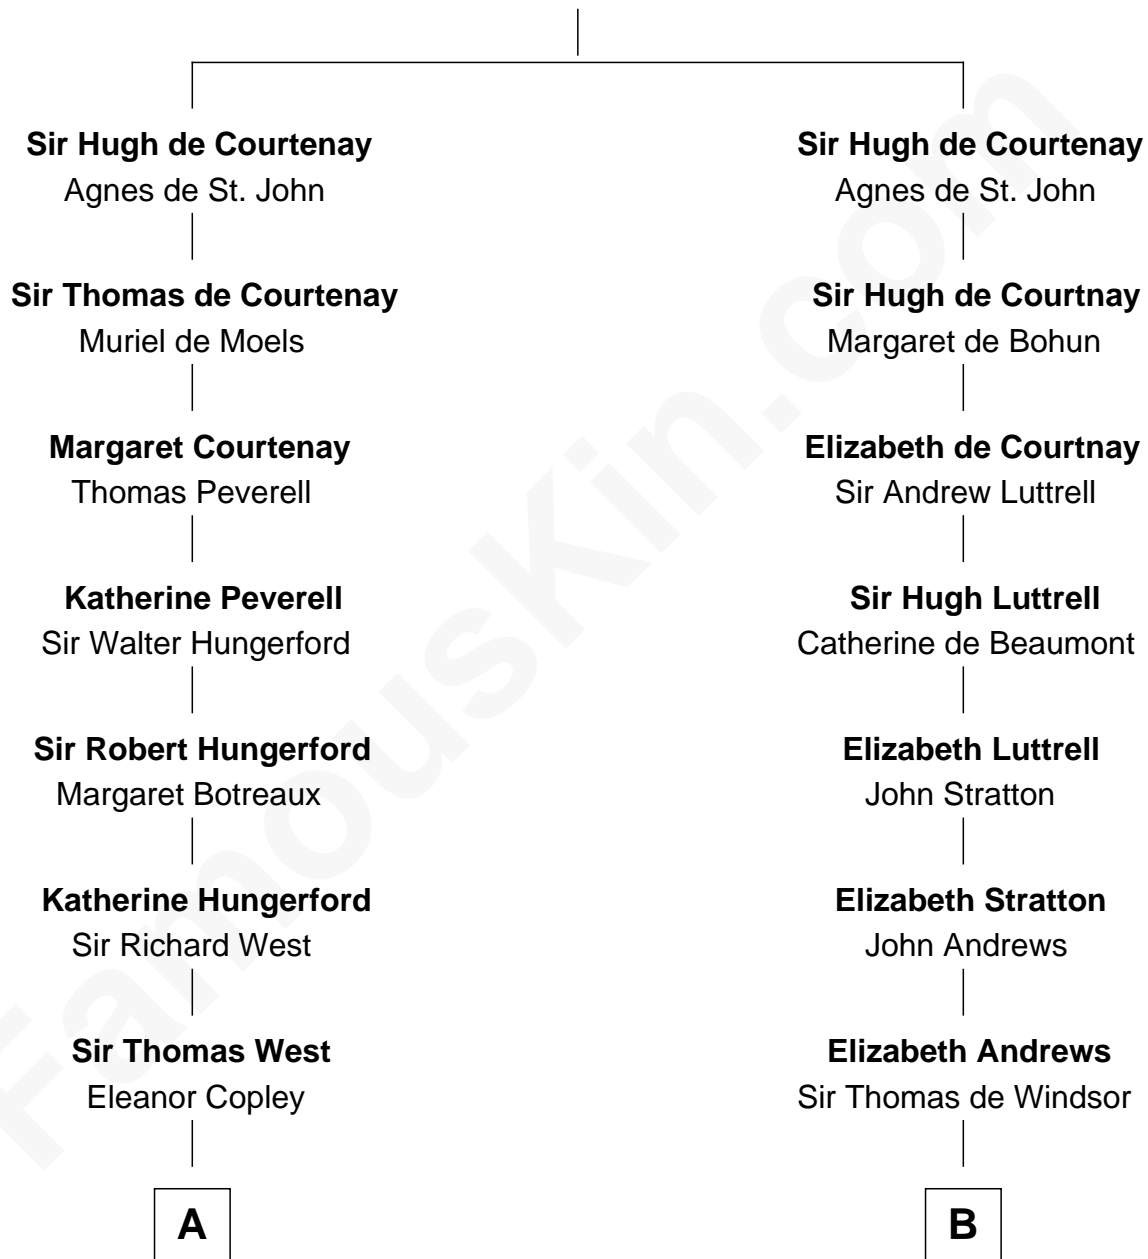 Sir Hugh de Courtenay
Agnes de St. John
Sir Thomas de Courtenay
Muriel de Moels
Margaret Courtenay
Thomas Peverell
Katherine Peverell
Sir Walter Hungerford
Sir Robert Hungerford
Margaret Botreaux
Katherine Hungerford
Sir Richard West
Sir Thomas West
Eleanor Copley
A
Sir Hugh de Courtenay
Agnes de St. John
Sir Hugh de Courtnay
Margaret de Bohun
Elizabeth de Courtnay
Sir Andrew Luttrell
Sir Hugh Luttrell
Catherine de Beaumont
Elizabeth Luttrell
John Stratton
Elizabeth Stratton
John Andrews
Elizabeth Andrews
Sir Thomas de Windsor
B
FamousKin.com